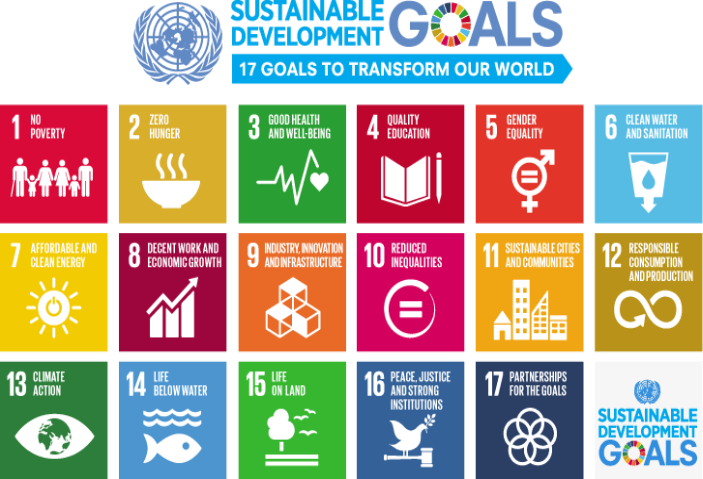 SUSTAINABLE
DEVELOPMENT
GOALS
17 GOALS TO TRANSFORM OUR WORLD
1 NO
POVERTY
2 ZERO
HUNGER
3 GOOD HEALTH
AND WELL-BEING
4 QUALITY
EDUCATION
5 GENDER
EQUALITY
6 CLEAN WATER
AND SANITATION
7 AFFORDABLE AND
CLEAN ENERGY
8 DECENT WORK AND
ECONOMIC GROWTH
9 INDUSTRY, INNOVATION
AND INFRASTRUCTURE
10 REDUCED
INEQUALITIES
11 SUSTAINABLE CITIES
AND COMMUNITIES
12 RESPONSIBLE
CONSUMPTION
AND PRODUCTION
13 CLIMATE
ACTION
14 LIFE
BELOW WATER
15 LIFE
ON LAND
16 PEACE, JUSTICE
AND STRONG
INSTITUTIONS
17 PARTNERSHIPS
FOR THE GOALS
SUSTAINABLE
DEVELOPMENT
GOALS